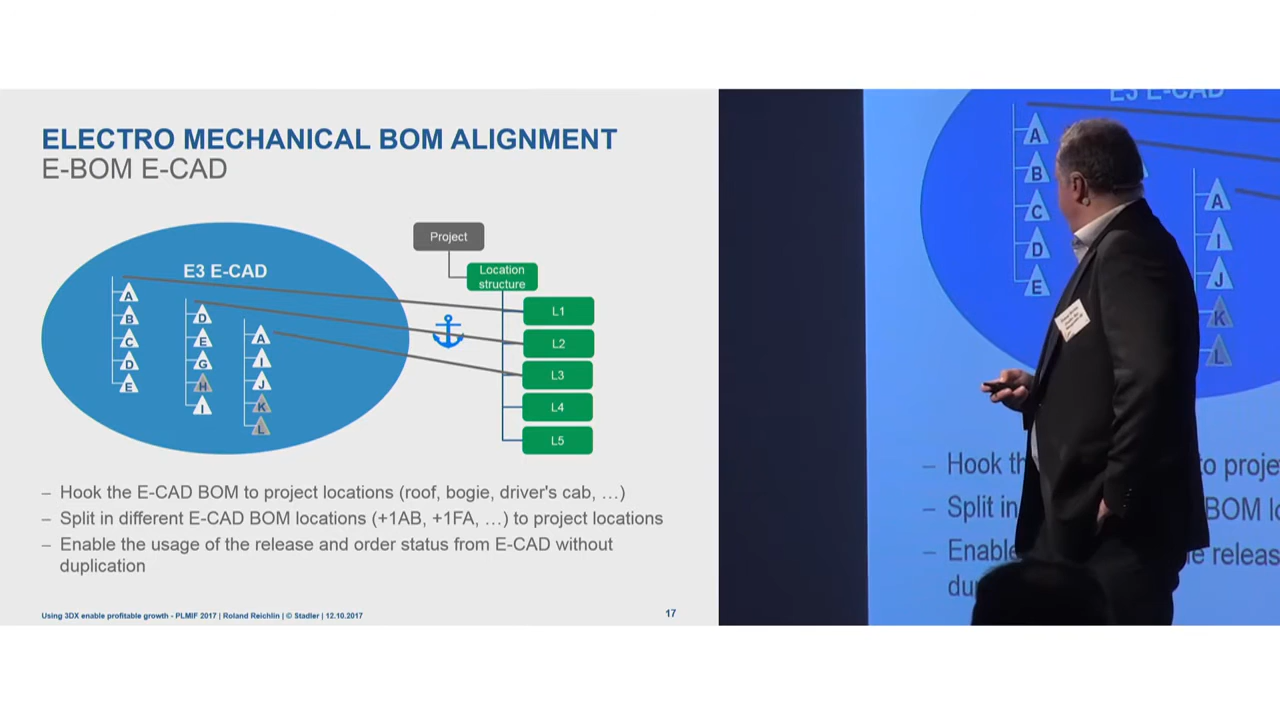 ELECTRO MECHANICAL BOM ALIGNMENT
E-BOM E-CAD
E3 E-CAD
A
B
C
D
E
D
E
G
H
I
A
I
J
K
L
Project
Location
structure
L1
L2
L3
L4
L5
– Hook the E-CAD BOM to project locations (roof, bogie, driver's cab, …)
– Split in different E-CAD BOM locations (+1AB, +1FA, …) to project locations
– Enable the usage of the release and order status from E-CAD without
duplication
Using 3DX enable profitable growth - PLMIF 2017 | Roland Reichlin | © Stadler | 12.10.2017
17
E3 E-CAD
A
B
C
D
E
A
I
J
K
L
– Hook th
to proje
– Split in
BOM lo
– Enable
e releas
dup